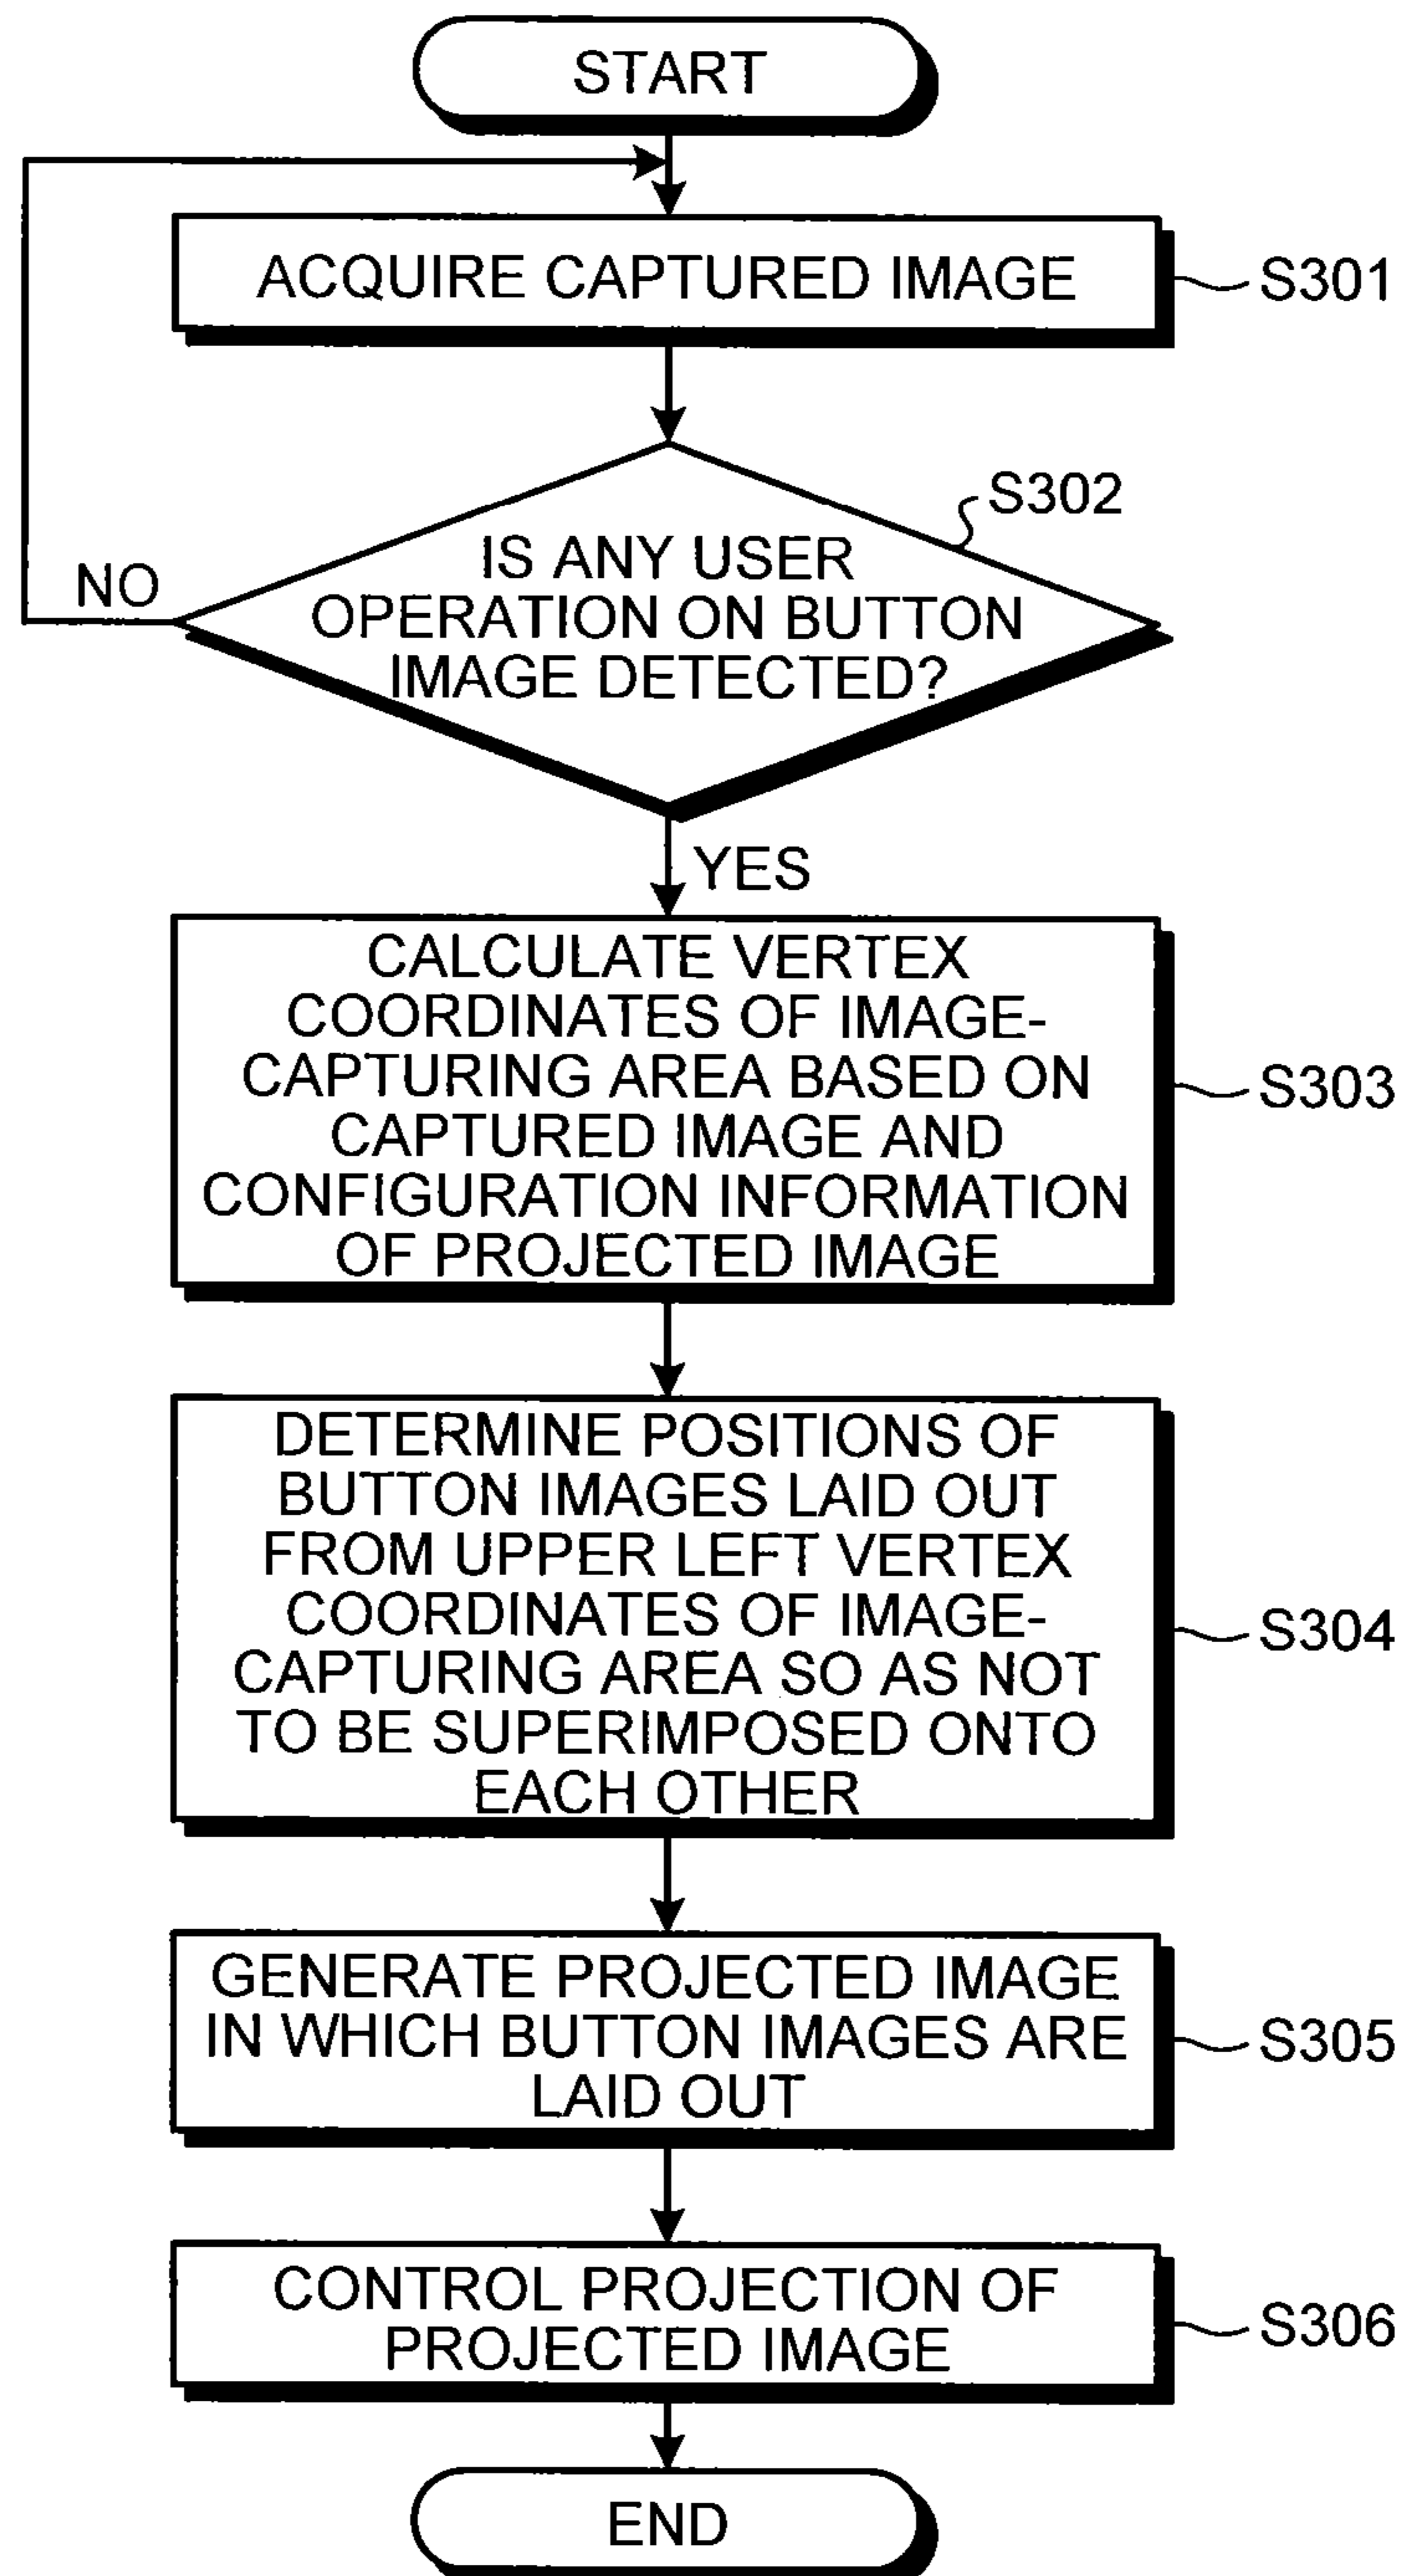 START
ACQUIRE CAPTURED IMAGE
S301
S302
IS ANY USER
OPERATION ON BUTTON
IMAGE DETECTED?
NO
YES
CALCULATE VERTEX
COORDINATES OF IMAGE-
CAPTURING AREA BASED ON
CAPTURED IMAGE AND
CONFIGURATION INFORMATION
OF PROJECTED IMAGE
S303
DETERMINE POSITIONS OF
BUTTON IMAGES LAID OUT
FROM UPPER LEFT VERTEX
COORDINATES OF IMAGE-
CAPTURING AREA SO AS NOT
TO BE SUPERIMPOSED ONTO
EACH OTHER
S304
GENERATE PROJECTED IMAGE
IN WHICH BUTTON IMAGES ARE
LAID OUT
S305
CONTROL PROJECTION OF
PROJECTED IMAGE
S306
END